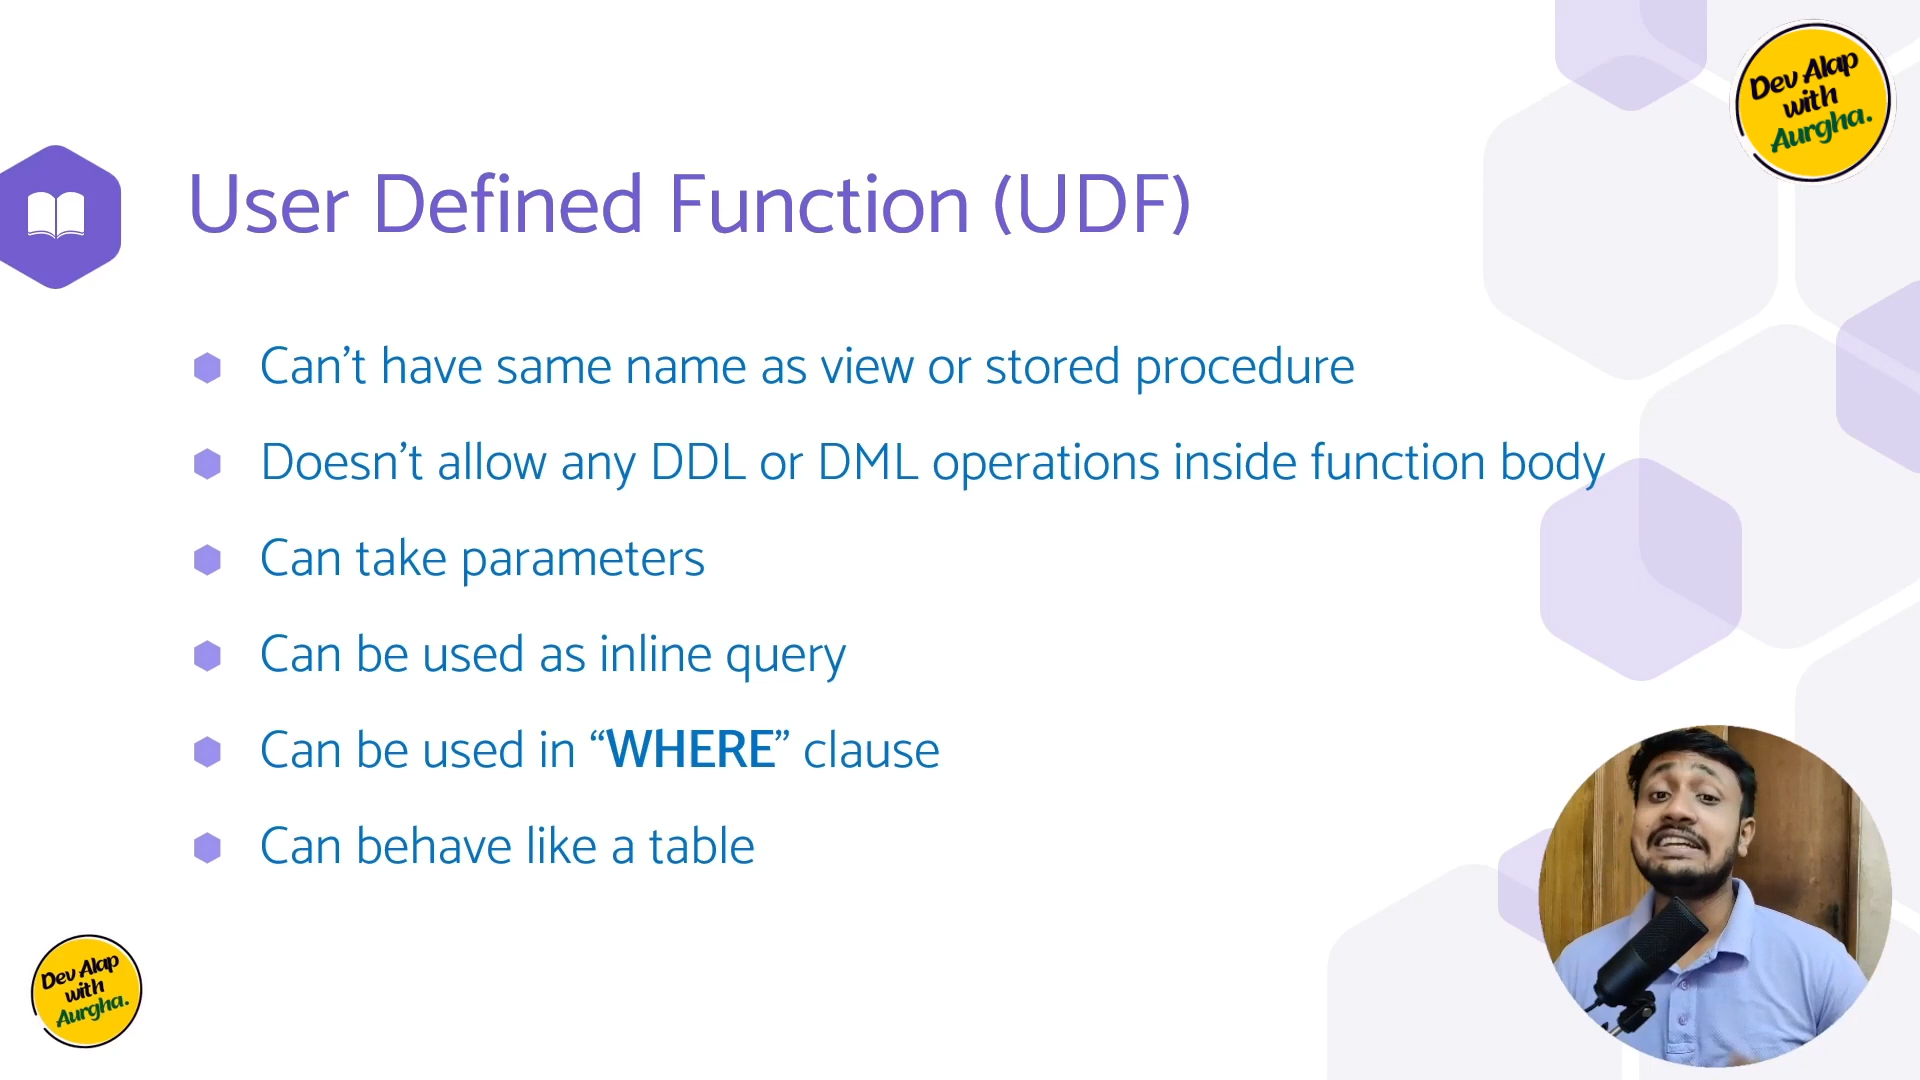 Dev Alap
with
Aurgha.
User Defined Function (UDF)
Can’t have same name as view or stored procedure
Doesn’t allow any DDL or DML operations inside function body
Can take parameters
Can be used as inline query
Can be used in “WHERE” clause
Can behave like a table
Dev Alap
with
Aurgha.